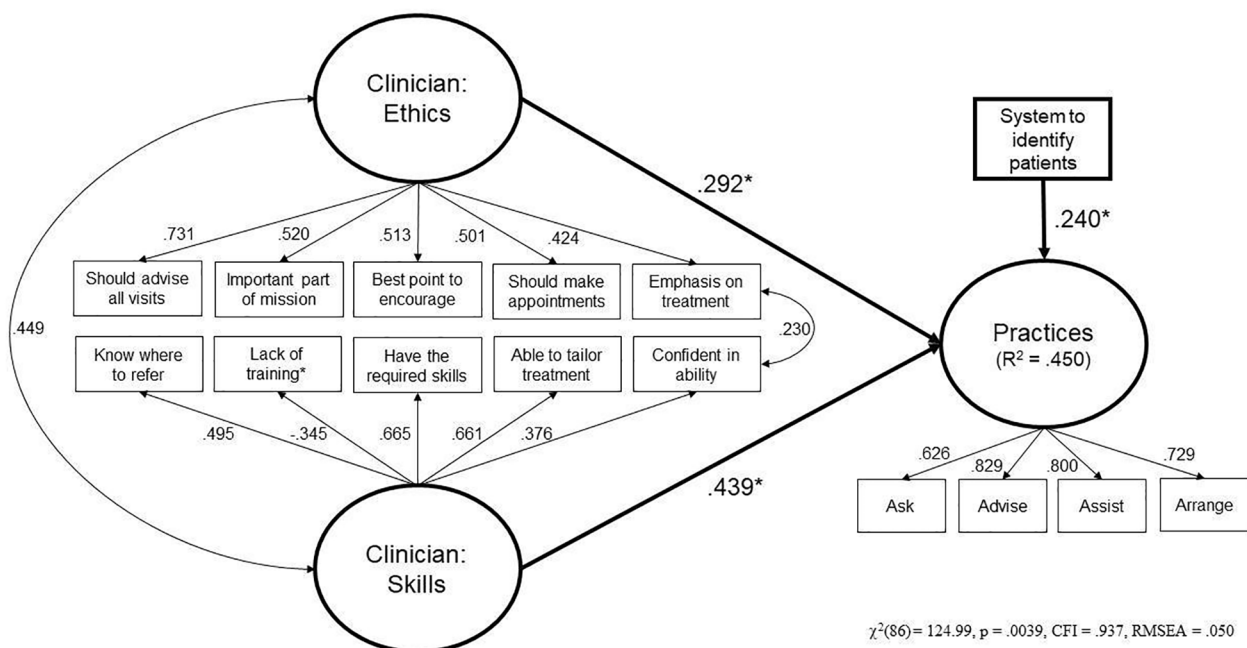 Clinician:
Ethics
System to
identify
patients
.292*
.240*
.731
.520
.513
.501
.424
Should advise
all visits
Important part
of mission
Best point to
encourage
Should make
appointments
Emphasis on
treatment
.449
.230
Know where
to refer
Lack of
training*
Have the
required skills
Able to tailor
treatment
Confident in
ability
Practices
(R² = .450)
.495
-.345
.665
.661
.376
.626
.829
.800
.729
.439*
Ask
Advise
Assist
Arrange
Clinician:
Skills
χ²(86) = 124.99, p = .0039, CFI = .937, RMSEA = .050